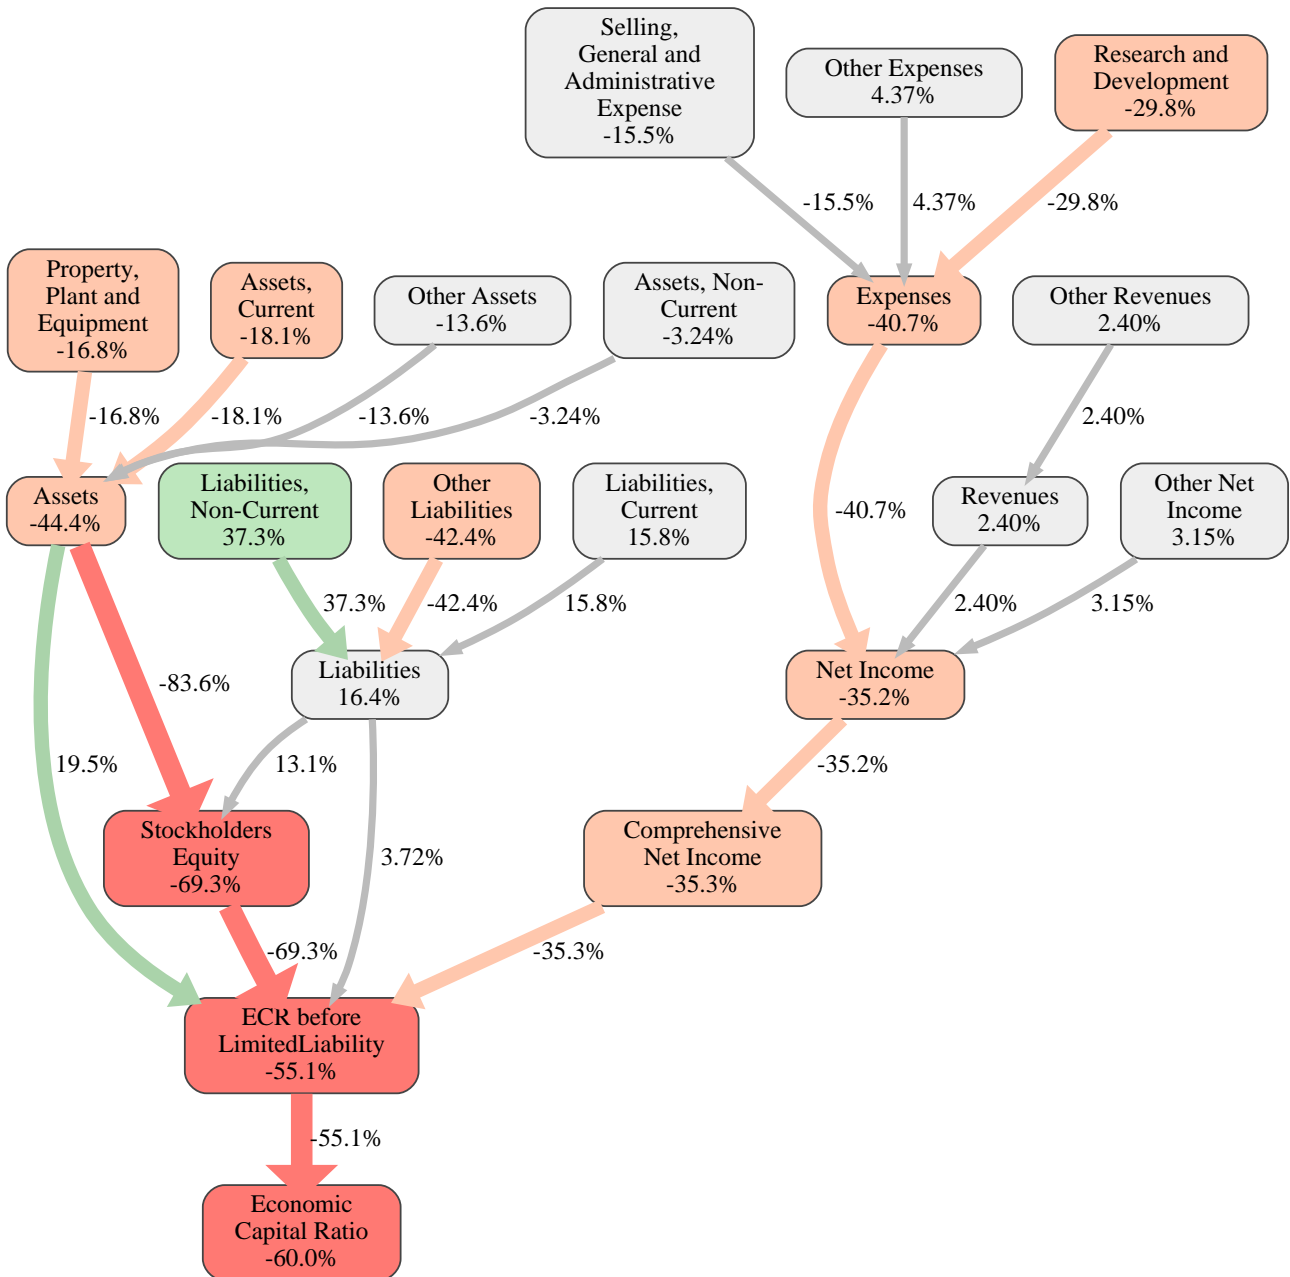 Selling,
General and
Administrative
Expense
-15.5%
Other Expenses
4.37%
Research and
Development
-29.8%
-15.5%
4.37%
-29.8%
Property,
Plant and
Equipment
-16.8%
Assets,
Current
-18.1%
Other Assets
-13.6%
Assets, Non-
Current
-3.24%
Expenses
-40.7%
Other Revenues
2.40%
-16.8%
-18.1%
-13.6%
-3.24%
2.40%
Assets
-44.4%
Liabilities,
Non-Current
37.3%
Other
Liabilities
-42.4%
Liabilities,
Current
15.8%
-40.7%
Revenues
2.40%
Other Net
Income
3.15%
37.3%
-42.4%
15.8%
2.40%
3.15%
-83.6%
Liabilities
16.4%
Net Income
-35.2%
19.5%
13.1%
-35.2%
Stockholders
Equity
-69.3%
3.72%
Comprehensive
Net Income
-35.3%
-69.3%
-35.3%
ECR before
LimitedLiability
-55.1%
-55.1%
Economic
Capital Ratio
-60.0%